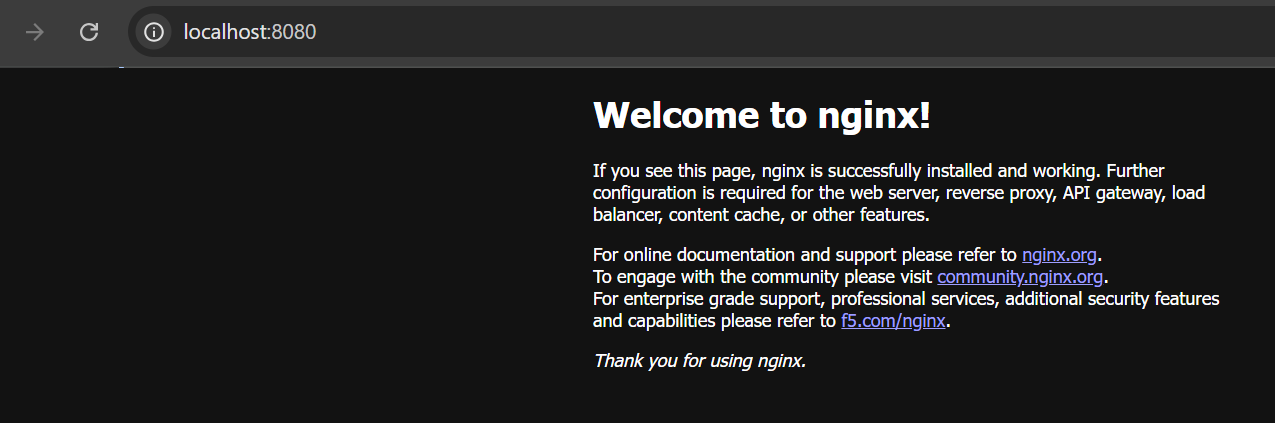 localhost:8080
Welcome to nginx!
If you see this page, nginx is successfully installed and working. Further
configuration is required for the web server, reverse proxy, API gateway, load
balancer, content cache, or other features.
For online documentation and support please refer to nginx.org.
To engage with the community please visit community.nginx.org.
For enterprise grade support, professional services, additional security features
and capabilities please refer to f5.com/nginx.
Thank you for using nginx.